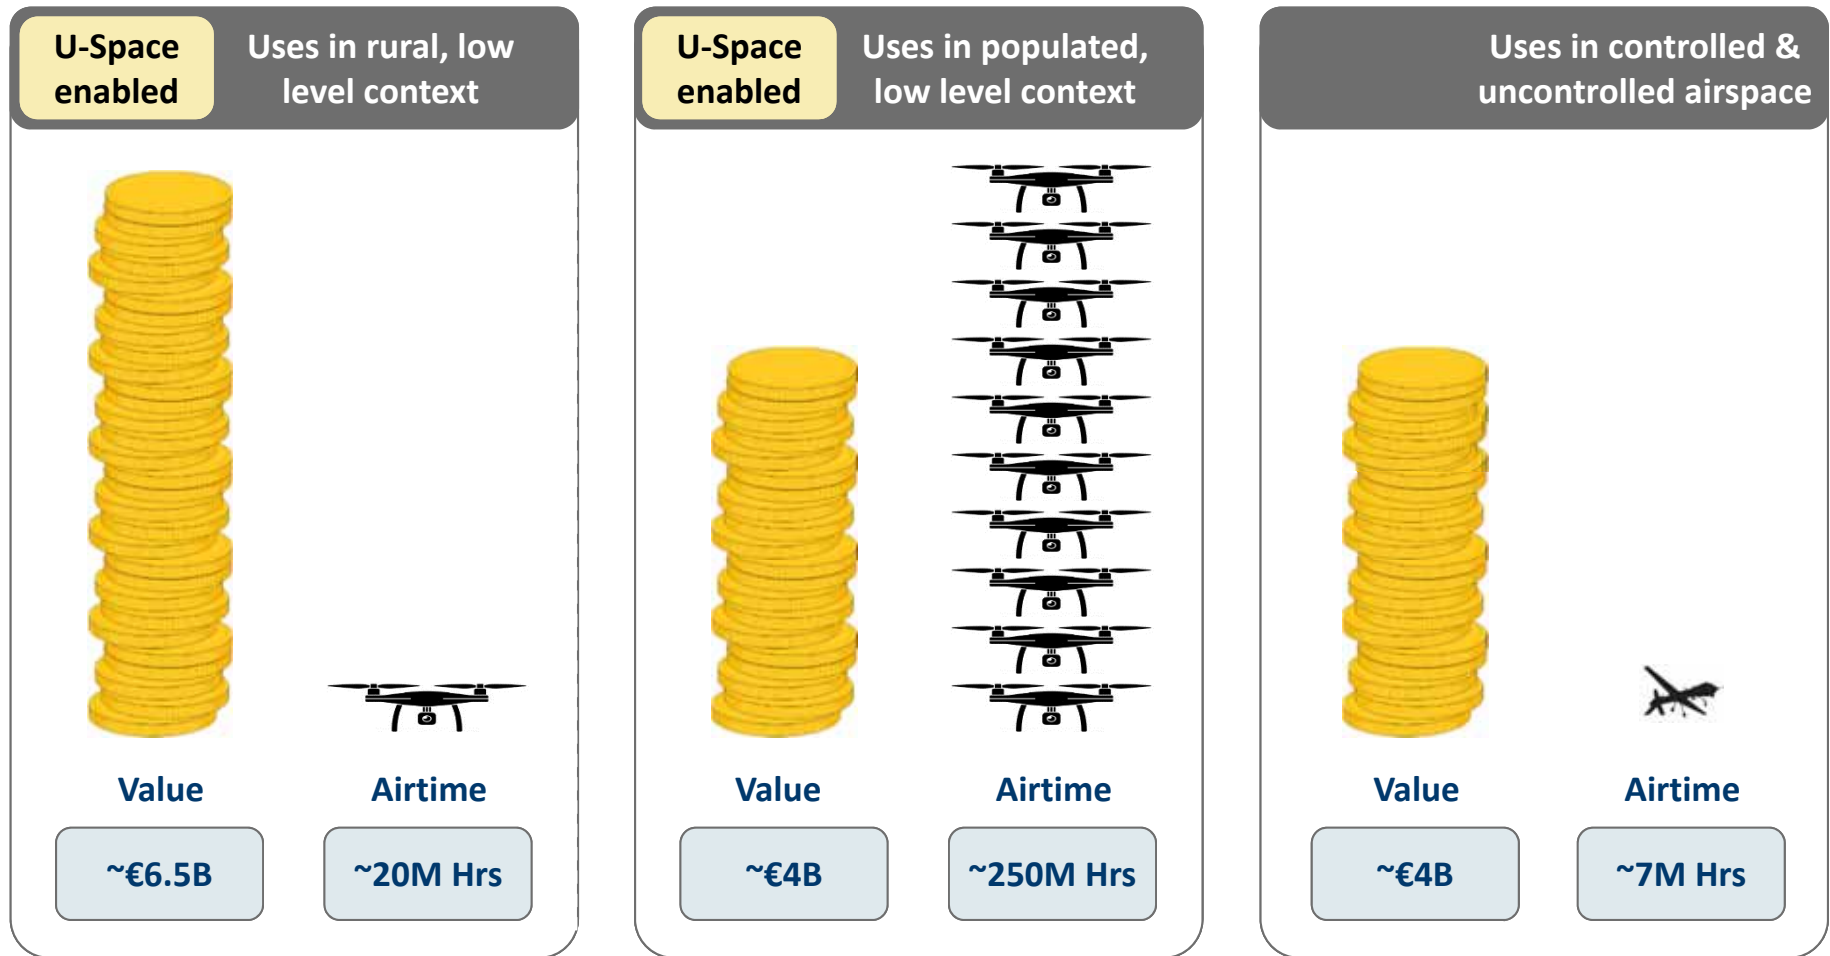 U-Space
enabled
Uses in rural, low
level context
Value
Airtime
~€6.5B
~20M Hrs
U-Space
enabled
Uses in populated,
low level context
Value
Airtime
~€4B
~250M Hrs
Uses in controlled &
uncontrolled airspace
Value
Airtime
~€4B
~7M Hrs